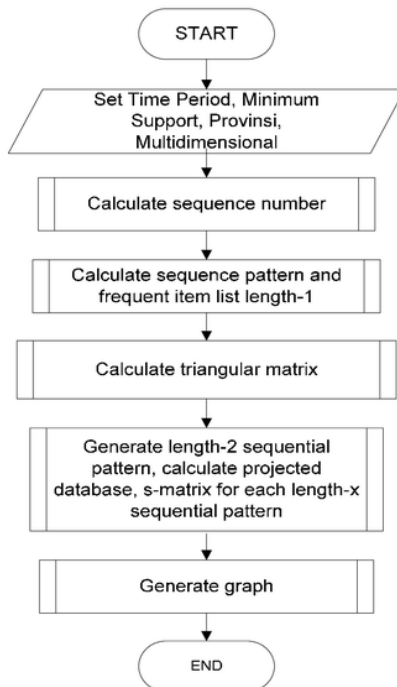 START
Set Time Period, Minimum
Support, Provinsi,
Multidimensional
Calculate sequence number
Calculate sequence pattern and
frequent item list length-1
Calculate triangular matrix
Generate length-2 sequential
pattern, calculate projected
database, s-matrix for each length-x
sequential pattern
Generate graph
END